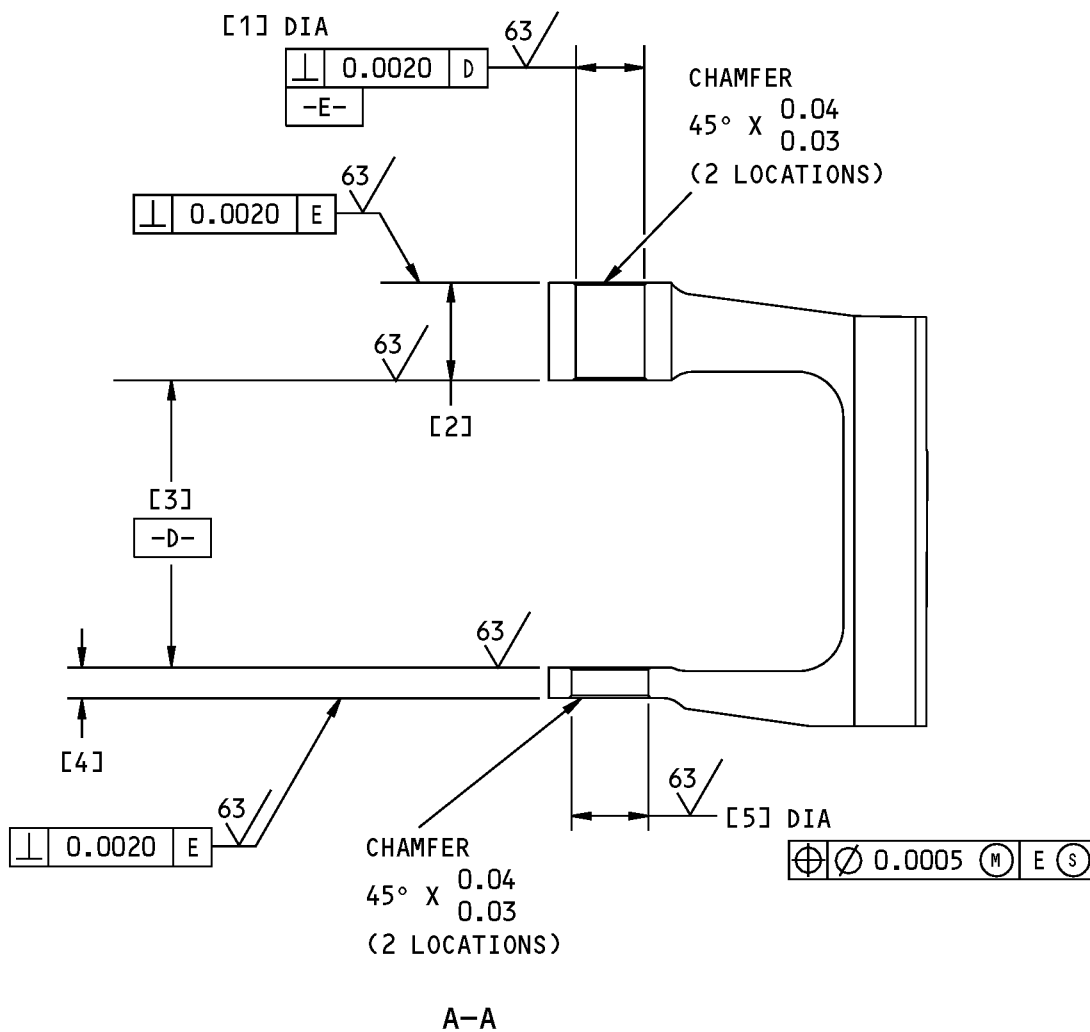 [1] DIA
⊥ 0.0020 D
-E-
63
CHAMFER
45° X 0.04
0.03
(2 LOCATIONS)
63
⊥ 0.0020 E
63
[2]
[3]
-D-
63
[4]
63
⊥ 0.0020 E
CHAMFER
45° X 0.04
0.03
(2 LOCATIONS)
63
[5] DIA
⌖ ⌀ 0.0005 Ⓜ E Ⓢ
A-A